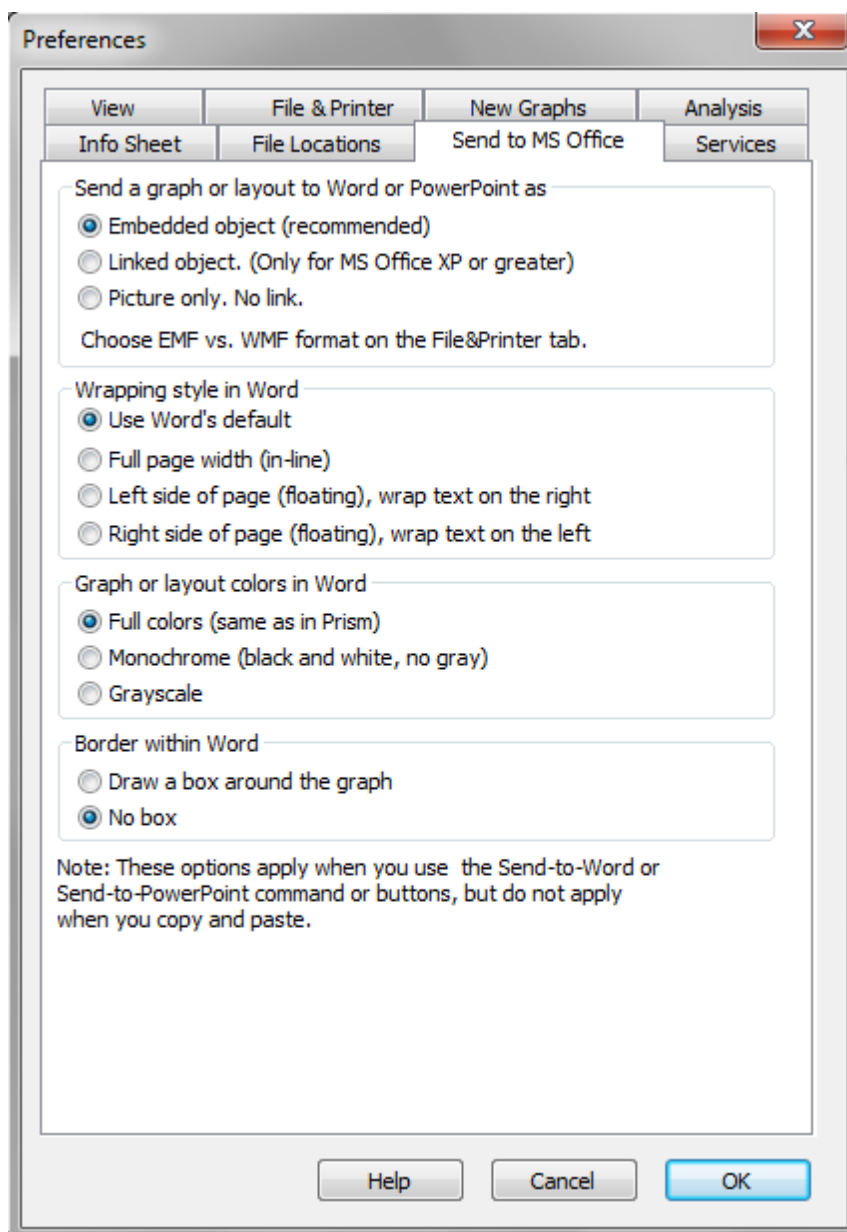 Preferences
View File & Printer New Graphs Analysis
Info Sheet File Locations Send to MS Office Services
Send a graph or layout to Word or PowerPoint as
Embedded object (recommended)
Linked object. (Only for MS Office XP or greater)
Picture only. No link.
Choose EMF vs. WMF format on the File&Printer tab.
Wrapping style in Word
Use Word's default
Full page width (in-line)
Left side of page (floating), wrap text on the right
Right side of page (floating), wrap text on the left
Graph or layout colors in Word
Full colors (same as in Prism)
Monochrome (black and white, no gray)
Grayscale
Border within Word
Draw a box around the graph
No box
Note: These options apply when you use  the Send-to-Word or
Send-to-PowerPoint command or buttons, but do not apply
when you copy and paste.
Help Cancel OK